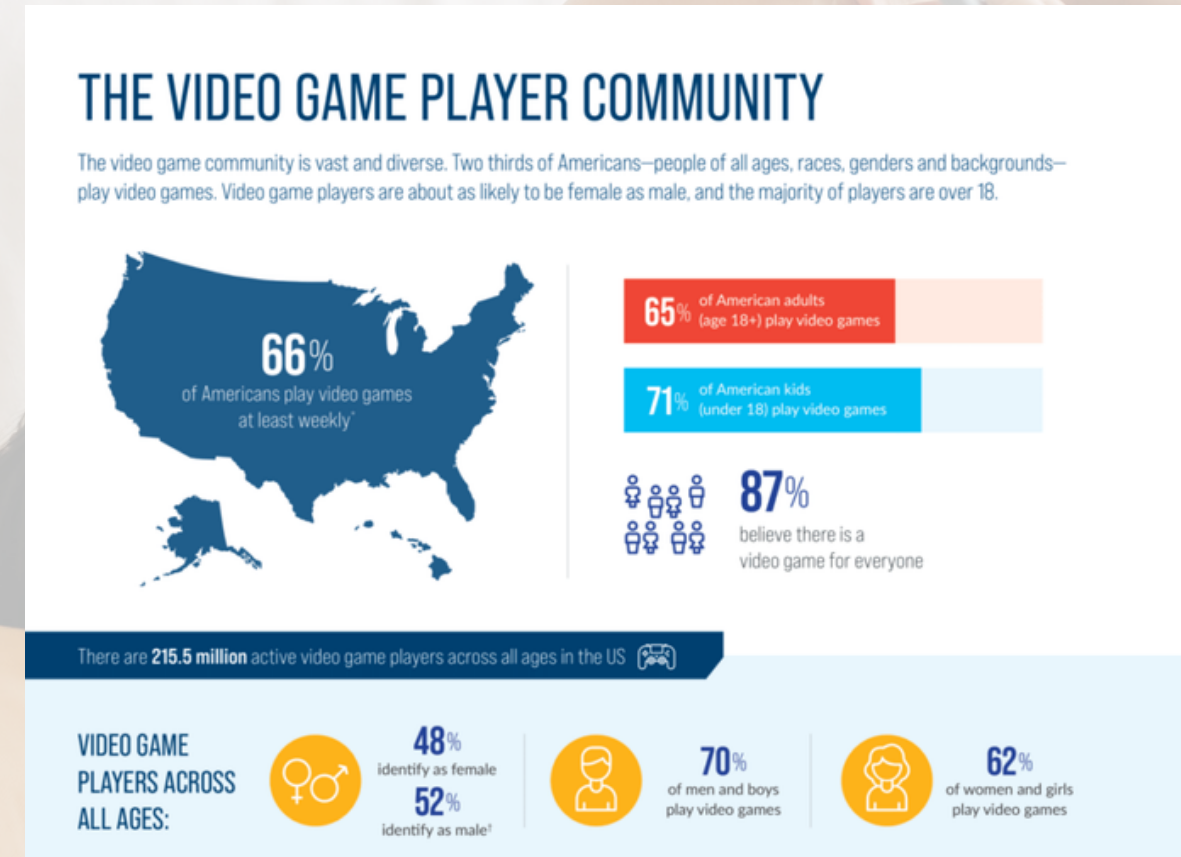 THE VIDEO GAME PLAYER COMMUNITY
The video game community is vast and diverse. Two thirds of Americans—people of all ages, races, genders and backgrounds—
play video games. Video game players are about as likely to be female as male, and the majority of players are over 18.
66%
of Americans play video games
at least weekly*
65% of American adults
(age 18+) play video games
71% of American kids
(under 18) play video games
87%
believe there is a
video game for everyone
There are 215.5 million active video game players across all ages in the US
VIDEO GAME
PLAYERS ACROSS
ALL AGES:
48%
identify as female
52%
identify as male†
70%
of men and boys
play video games
62%
of women and girls
play video games